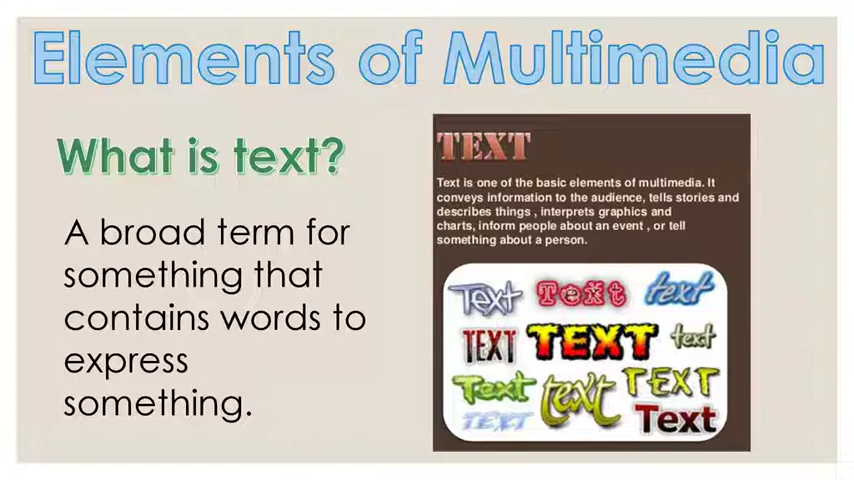 Elements of Multimedia
What is text?
A broad term for
something that
contains words to
express
something.
TEXT
Text is one of the basic elements of multimedia. It
conveys information to the audience, tells stories and
describes things , interprets graphics and
charts, inform people about an event , or tell
something about a person.
Text Text text
TEXT TEXT text
Text text TEXT
TEXT Text